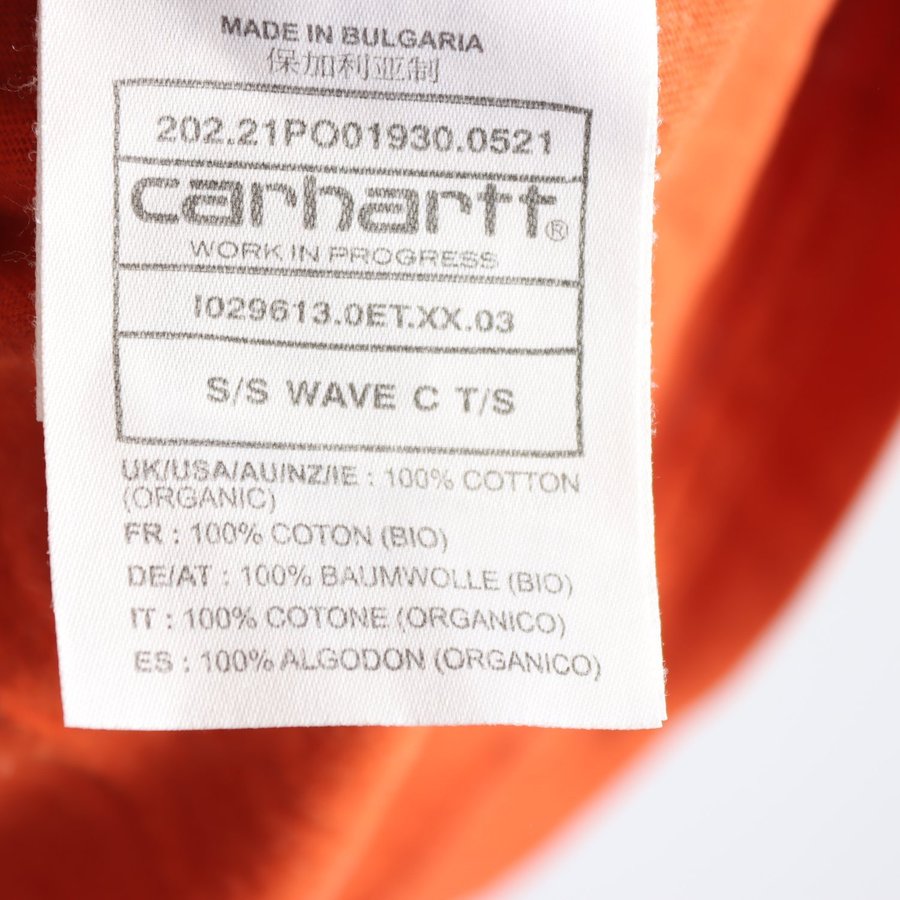 MADE IN BULGARIA
保加利亚制
202.21PO01930.0521
carhartt®
WORK IN PROGRESS
I029613.0ET.XX.03
S/S WAVE C T/S
UK/USA/AU/NZ/IE : 100% COTTON
(ORGANIC)
FR : 100% COTON (BIO)
DE/AT : 100% BAUMWOLLE (BIO)
IT : 100% COTONE (ORGANICO)
ES : 100% ALGODON (ORGANICO)